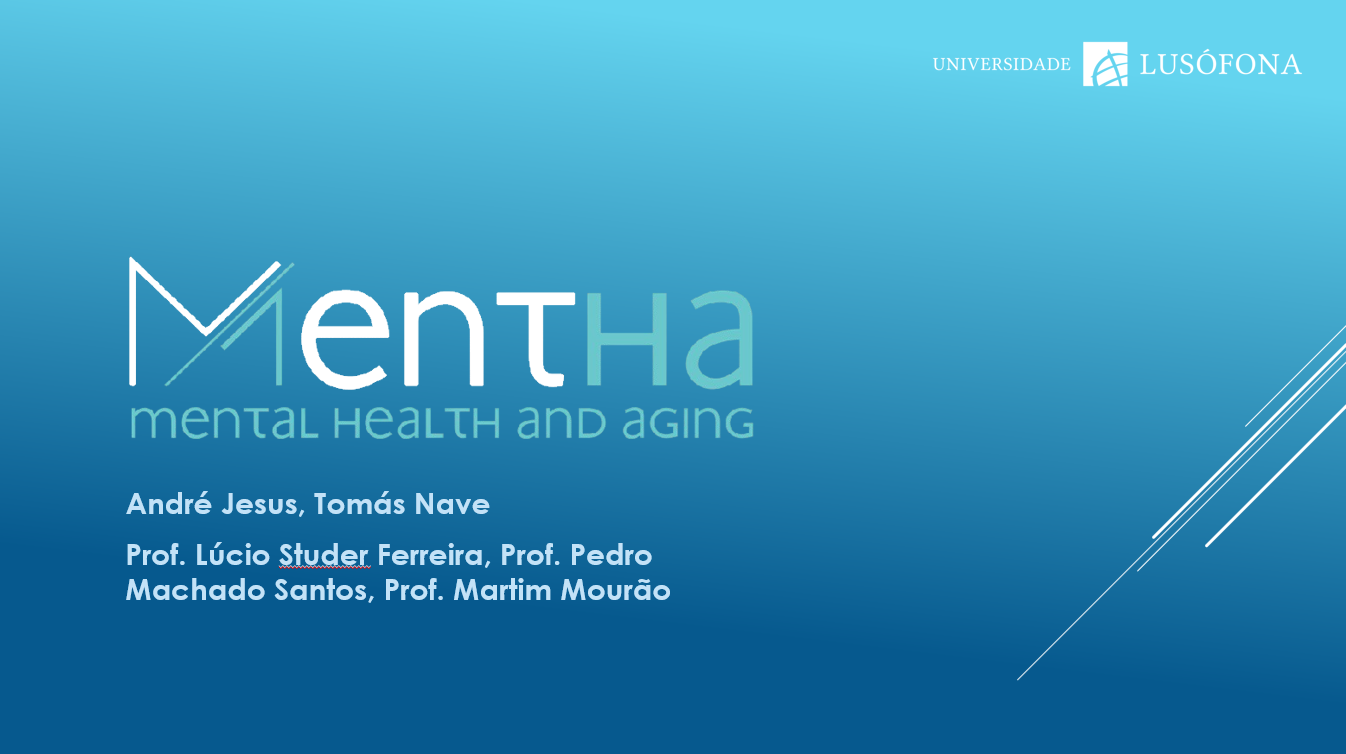 UNIVERSIDADE LUSÓFONA
MentHa
mental Health and aging
André Jesus, Tomás Nave
Prof. Lúcio Studer Ferreira, Prof. Pedro
Machado Santos, Prof. Martim Mourão